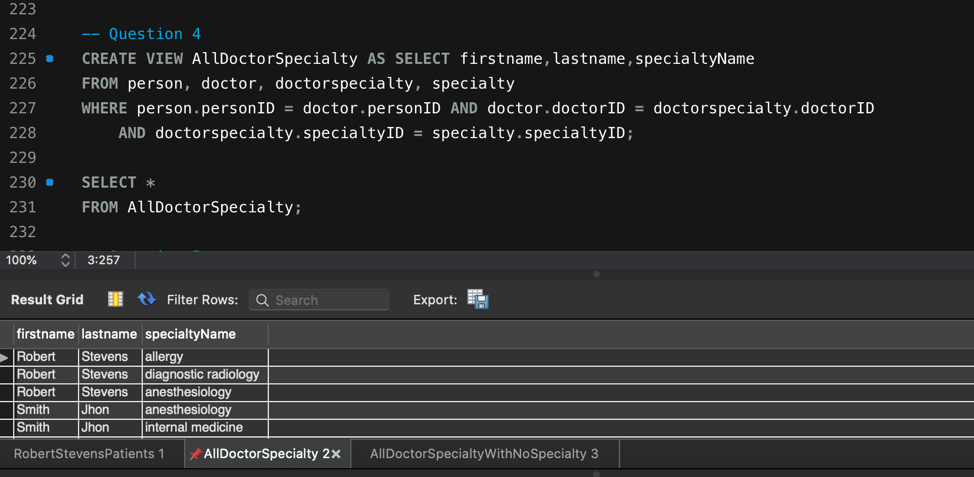 223
224 -- Question 4
225 CREATE VIEW AllDoctorSpecialty AS SELECT firstname,lastname,specialtyName
226 FROM person, doctor, doctorspecialty, specialty
227 WHERE person.personID = doctor.personID AND doctor.doctorID = doctorspecialty.doctorID
228 AND doctorspecialty.specialtyID = specialty.specialtyID;
229
230 SELECT *
231 FROM AllDoctorSpecialty;
232
100% 3:257
Result Grid Filter Rows: Search Export:
firstname lastname specialtyName
Robert Stevens allergy
Robert Stevens diagnostic radiology
Robert Stevens anesthesiology
Smith Jhon anesthesiology
Smith Jhon internal medicine
RobertStevensPatients 1 AllDoctorSpecialty 2 AllDoctorSpecialtyWithNoSpecialty 3